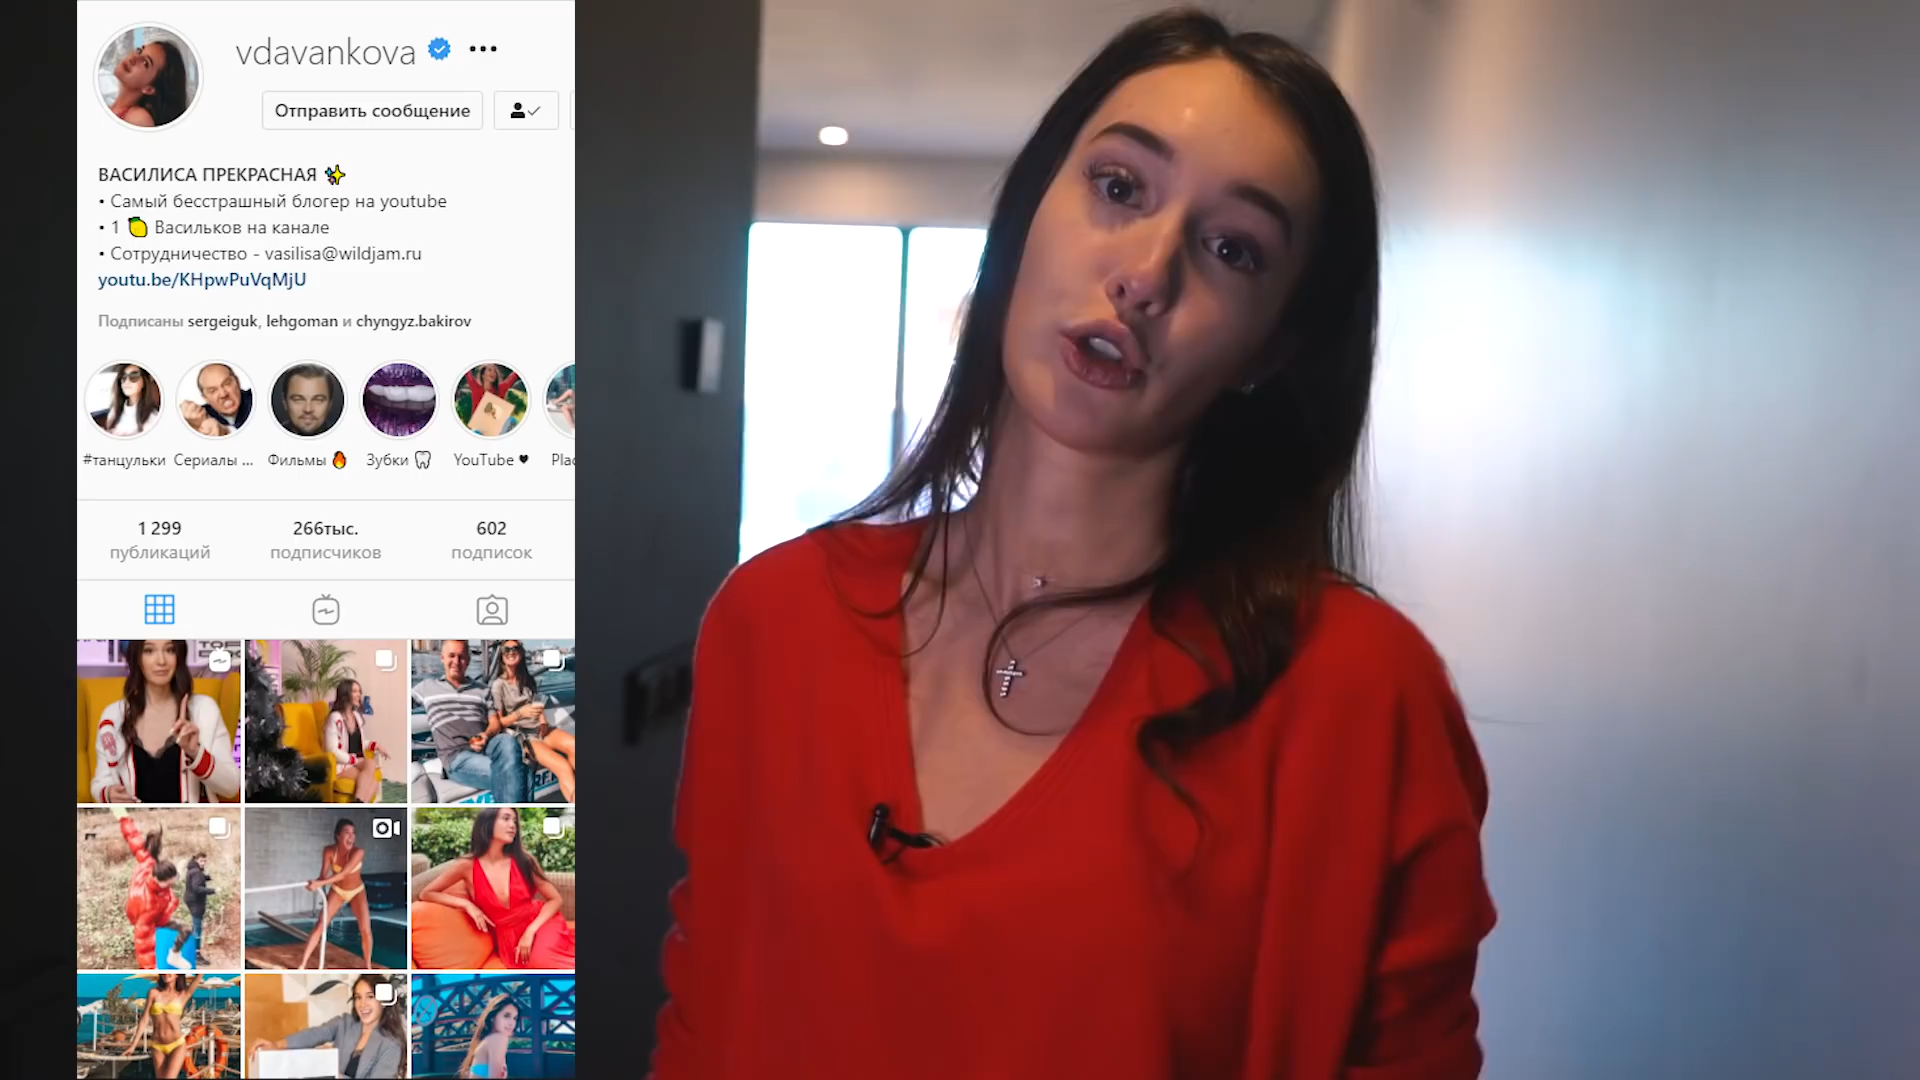 vdavankova
Отправить сообщение
ВАСИЛИСА ПРЕКРАСНАЯ ✨
• Самый бесстрашный блогер на youtube
• 1 🍋 Васильков на канале
• Сотрудничество - vasilisa@wildjam.ru
youtu.be/KHpwPuVqMjU
Подписаны sergeiguk, lehgoman и chyngyz.bakirov
#танцульки Сериалы ... Фильмы 🔥 Зубки 🦷 YouTube ♥ Plac
1 299 266тыс. 602
публикаций подписчиков подписок